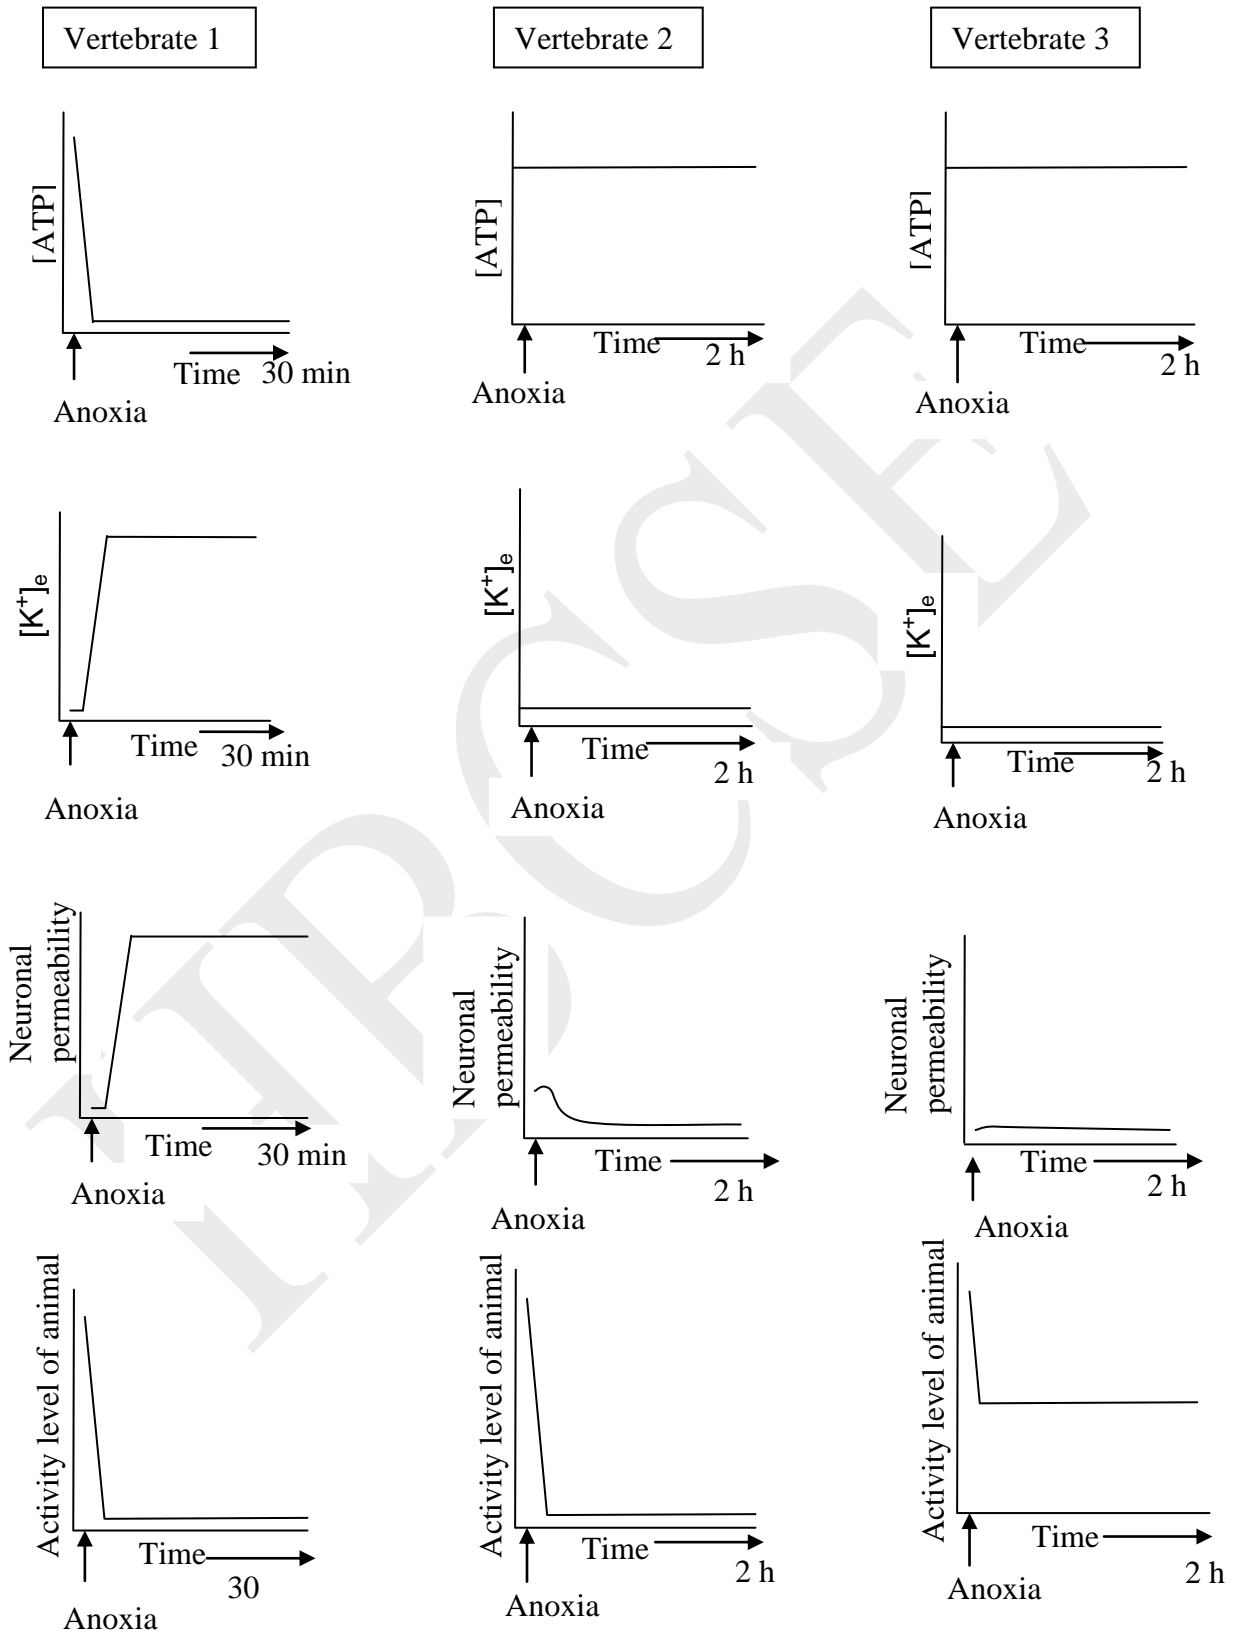 Vertebrate 1
Vertebrate 2
Vertebrate 3
[ATP]
Time
30 min
Anoxia
[ATP]
Time
2 h
Anoxia
[ATP]
Time
2 h
Anoxia
[K+]e
Time
30 min
Anoxia
[K+]e
Time
2 h
Anoxia
[K+]e
Time
2 h
Anoxia
Neuronal
permeability
Time
30 min
Anoxia
Neuronal
permeability
Time
2 h
Anoxia
Neuronal
permeability
Time
2 h
Anoxia
Activity level of animal
Time
30
Anoxia
Activity level of animal
Time
2 h
Anoxia
Activity level of animal
Time
2 h
Anoxia
HBCSE